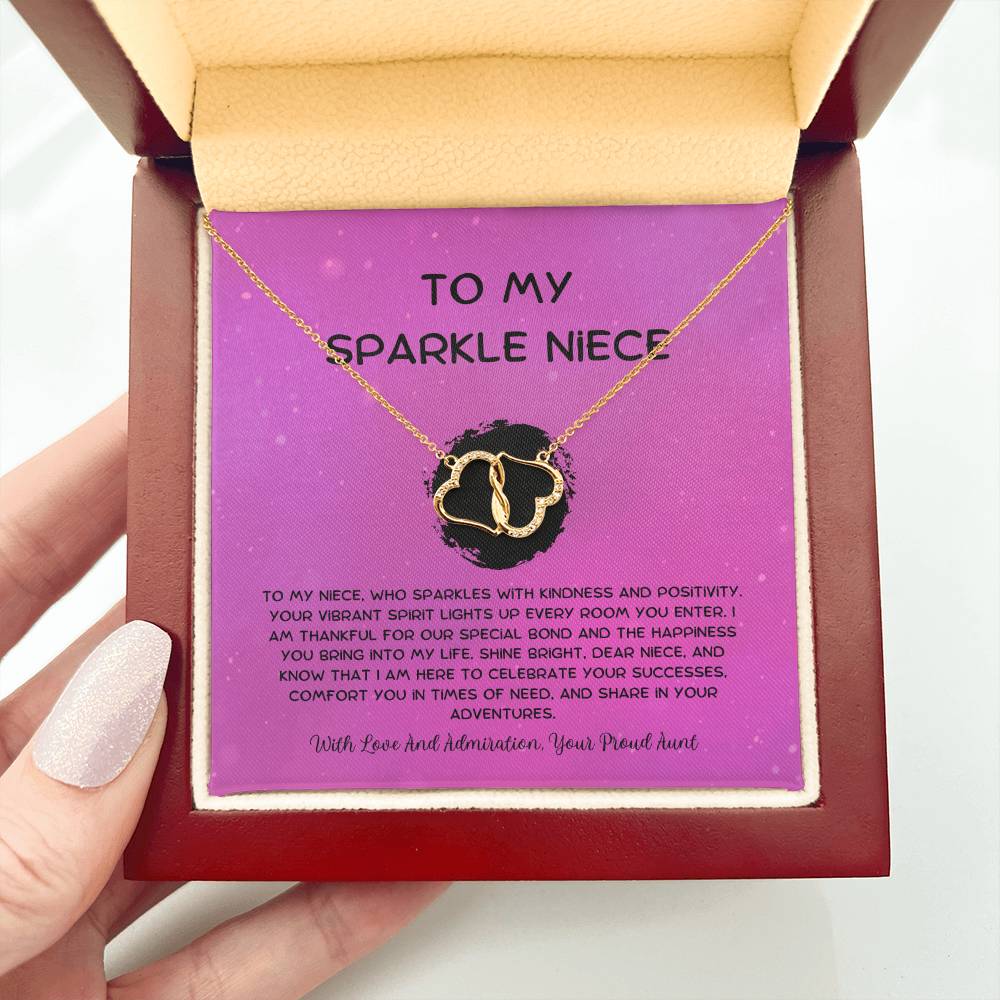 TO MY
SPARKLE NIECE
TO MY NIECE, WHO SPARKLES WITH KINDNESS AND POSITIVITY.
YOUR VIBRANT SPIRIT LIGHTS UP EVERY ROOM YOU ENTER. I
AM THANKFUL FOR OUR SPECIAL BOND AND THE HAPPINESS
YOU BRING INTO MY LIFE. SHINE BRIGHT, DEAR NIECE, AND
KNOW THAT I AM HERE TO CELEBRATE YOUR SUCCESSES,
COMFORT YOU IN TIMES OF NEED, AND SHARE IN YOUR
ADVENTURES.
With Love And Admiration, Your Proud Aunt